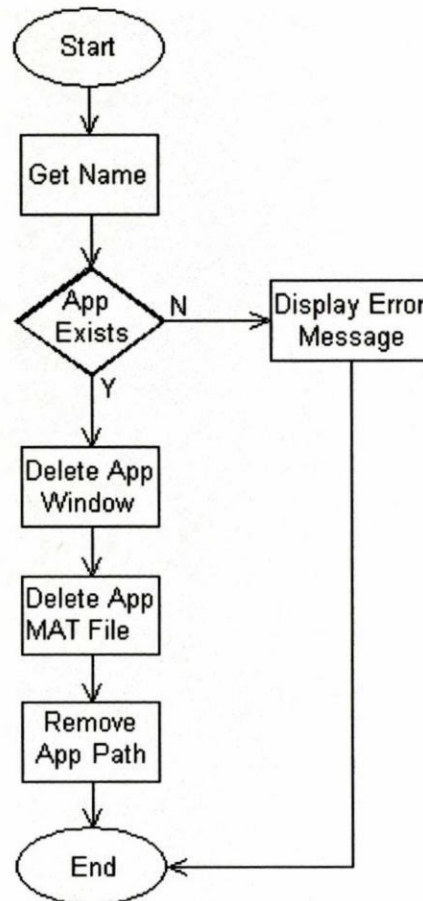 Start
Get Name
App
Exists
N
Display Error
Message
Y
Delete App
Window
Delete App
MAT File
Remove
App Path
End